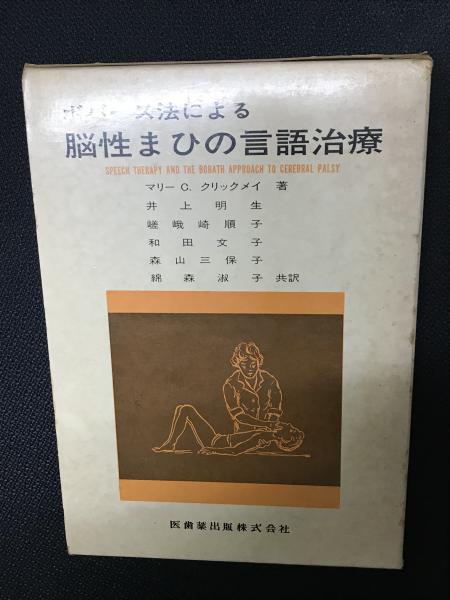 ボバース法による
脳性まひの言語治療
SPEECH THERAPY AND THE BOBATH APPROACH TO CEREBRAL PALSY
マリー C. クリックメイ 著
井上明生
嵯峨崎順子
和田文子
森山三保子
綿森淑子 共訳
医歯薬出版株式会社